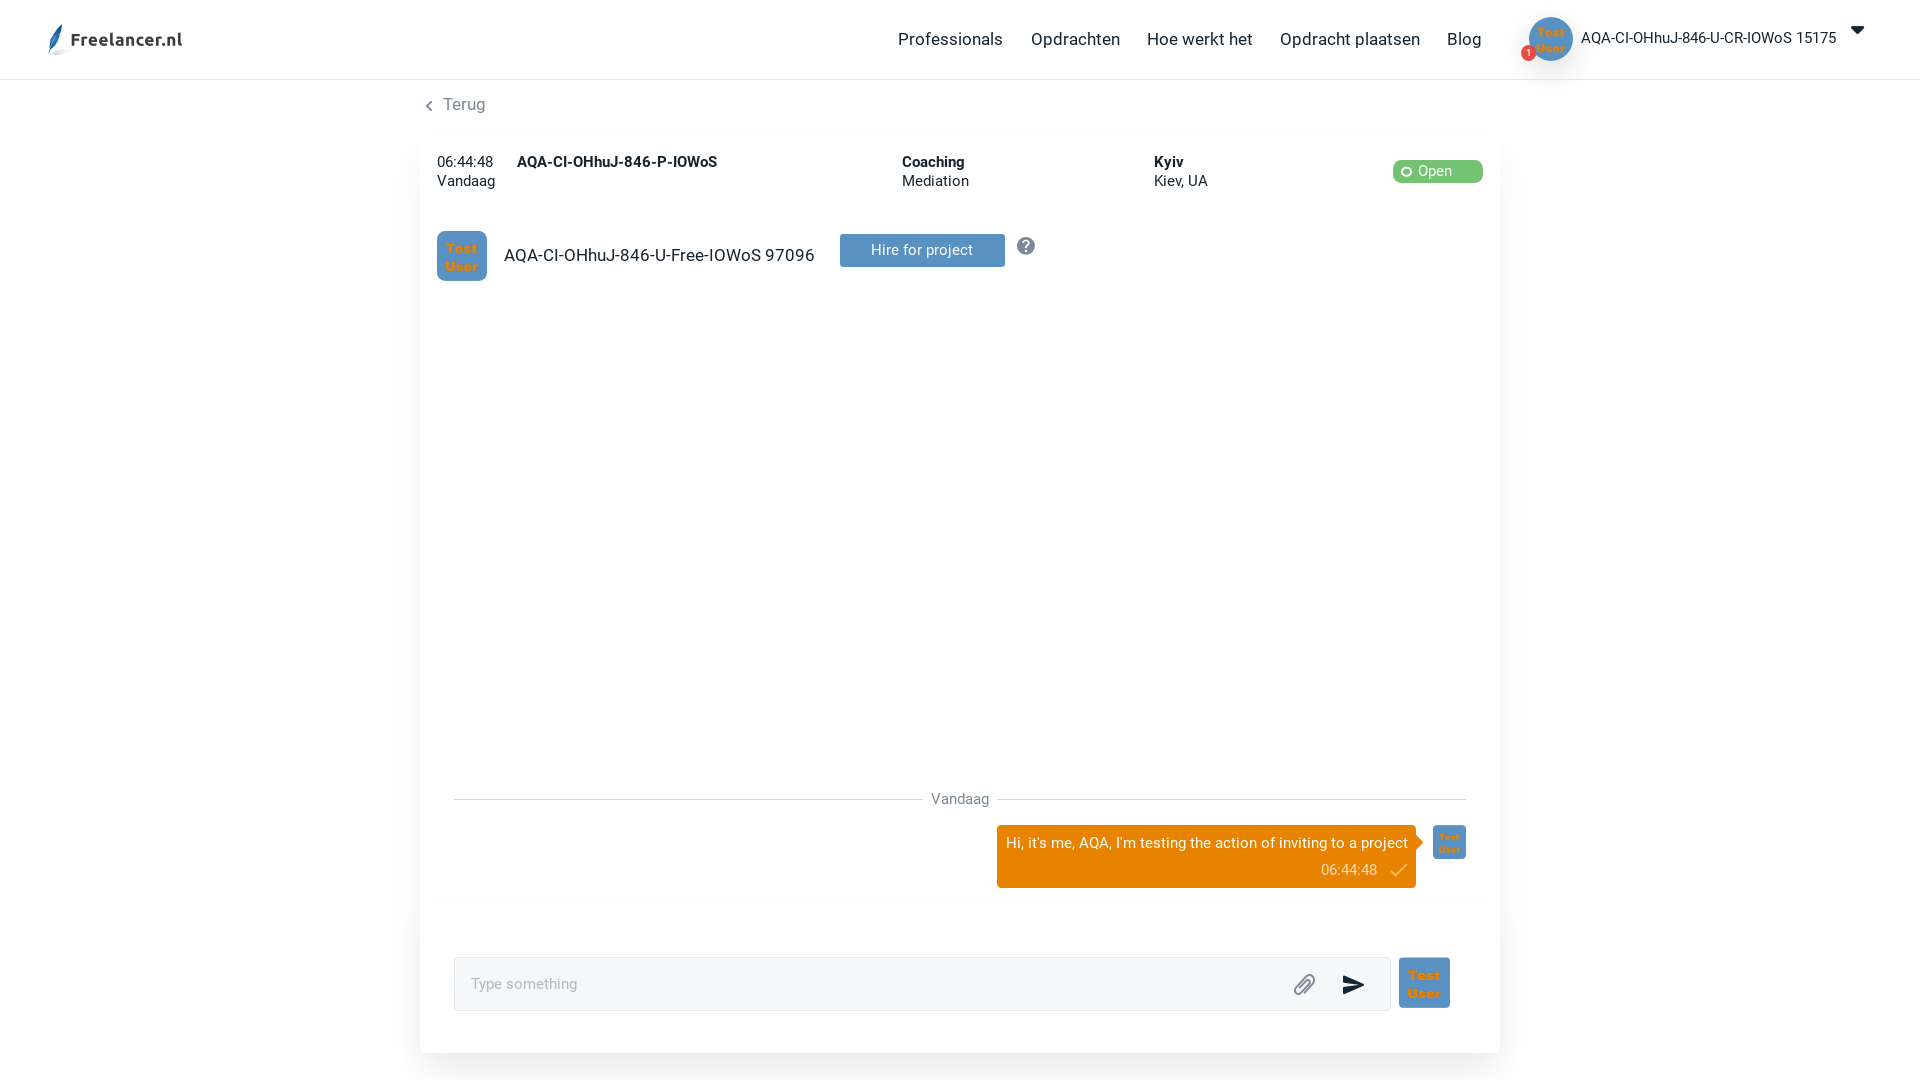 Freelancer.nl
Professionals
Opdrachten
Hoe werkt het
Opdracht plaatsen
Blog
Test
User
1
AQA-CI-OHhuJ-846-U-CR-IOWoS 15175
Terug
06:44:48
Vandaag
AQA-CI-OHhuJ-846-P-IOWoS
Coaching
Mediation
Kyiv
Kiev, UA
Open
Test
User
AQA-CI-OHhuJ-846-U-Free-IOWoS 97096
Hire for project
?
Vandaag
Hi, it's me, AQA, I'm testing the action of inviting to a project
06:44:48
Test
User
Type something
Test
User